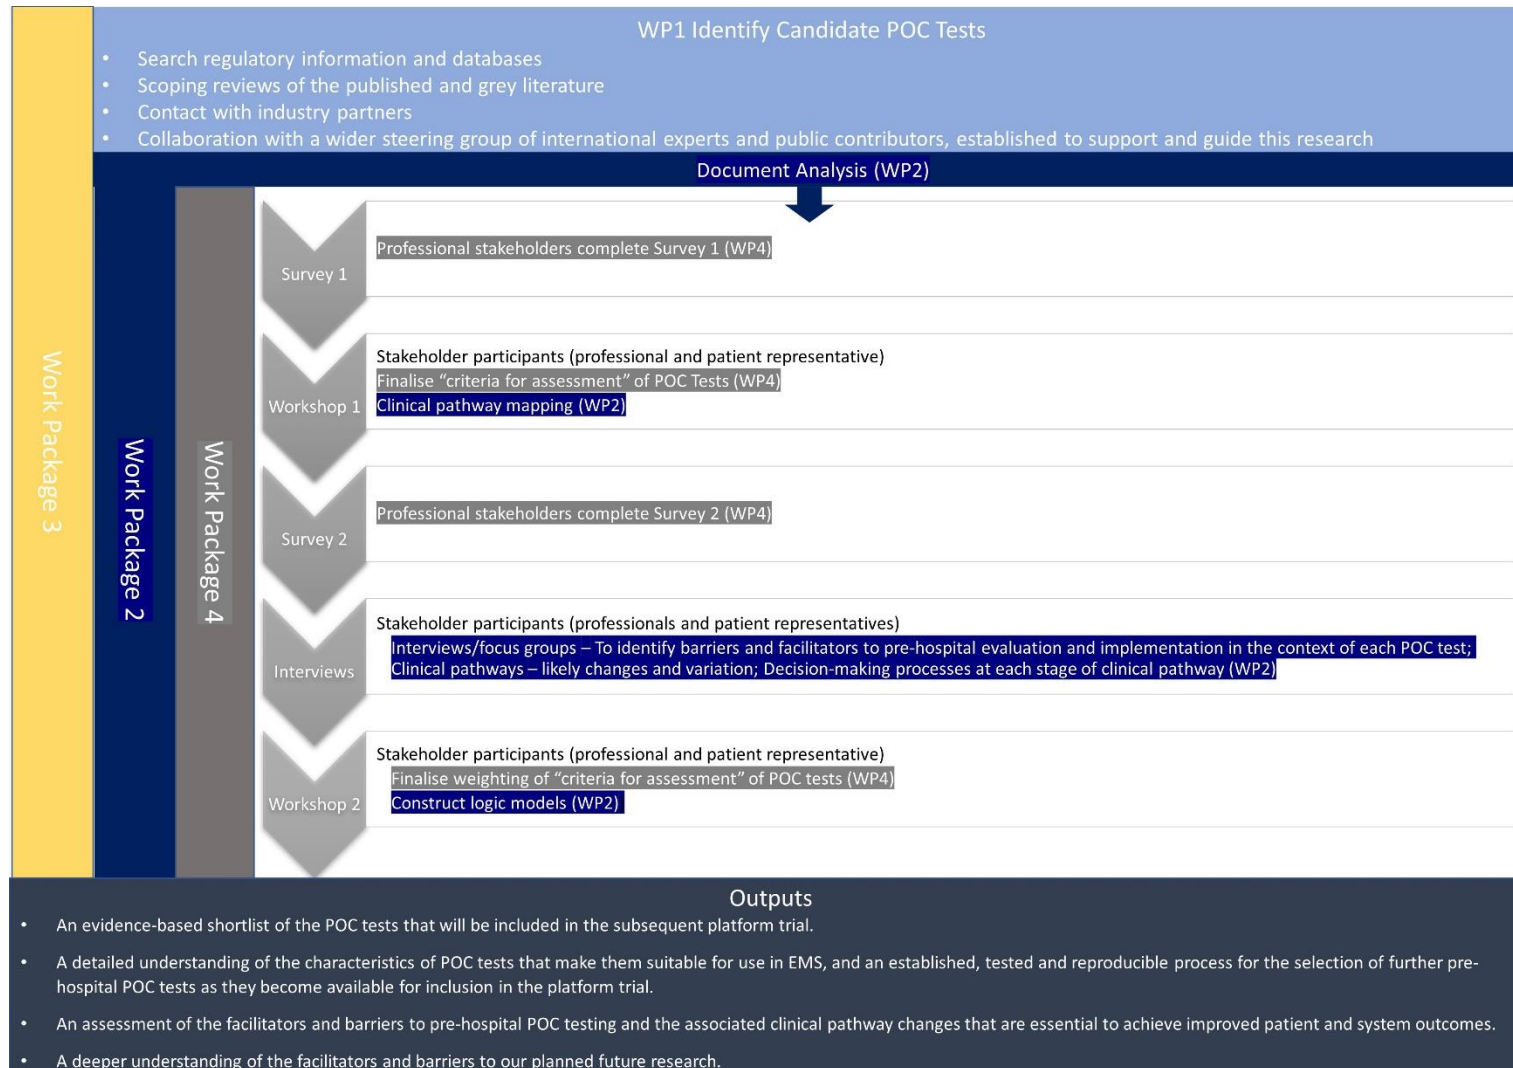 WP1 Identify Candidate POC Tests
• Search regulatory information and databases
• Scoping reviews of the published and grey literature
• Contact with industry partners
• Collaboration with a wider steering group of international experts and public contributors, established to support and guide this research
Document Analysis (WP2)
Work Package 3
Work Package 2
Work Package 4
Survey 1
Professional stakeholders complete Survey 1 (WP4)
Workshop 1
Stakeholder participants (professional and patient representative)
Finalise “criteria for assessment” of POC Tests (WP4)
Clinical pathway mapping (WP2)
Survey 2
Professional stakeholders complete Survey 2 (WP4)
Interviews
Stakeholder participants (professionals and patient representatives)
Interviews/focus groups – To identify barriers and facilitators to pre-hospital evaluation and implementation in the context of each POC test;
Clinical pathways – likely changes and variation; Decision-making processes at each stage of clinical pathway (WP2)
Workshop 2
Stakeholder participants (professional and patient representative)
Finalise weighting of “criteria for assessment” of POC tests (WP4)
Construct logic models (WP2)
Outputs
• An evidence-based shortlist of the POC tests that will be included in the subsequent platform trial.
• A detailed understanding of the characteristics of POC tests that make them suitable for use in EMS, and an established, tested and reproducible process for the selection of further pre-
hospital POC tests as they become available for inclusion in the platform trial.
• An assessment of the facilitators and barriers to pre-hospital POC testing and the associated clinical pathway changes that are essential to achieve improved patient and system outcomes.
• A deeper understanding of the facilitators and barriers to our planned future research.